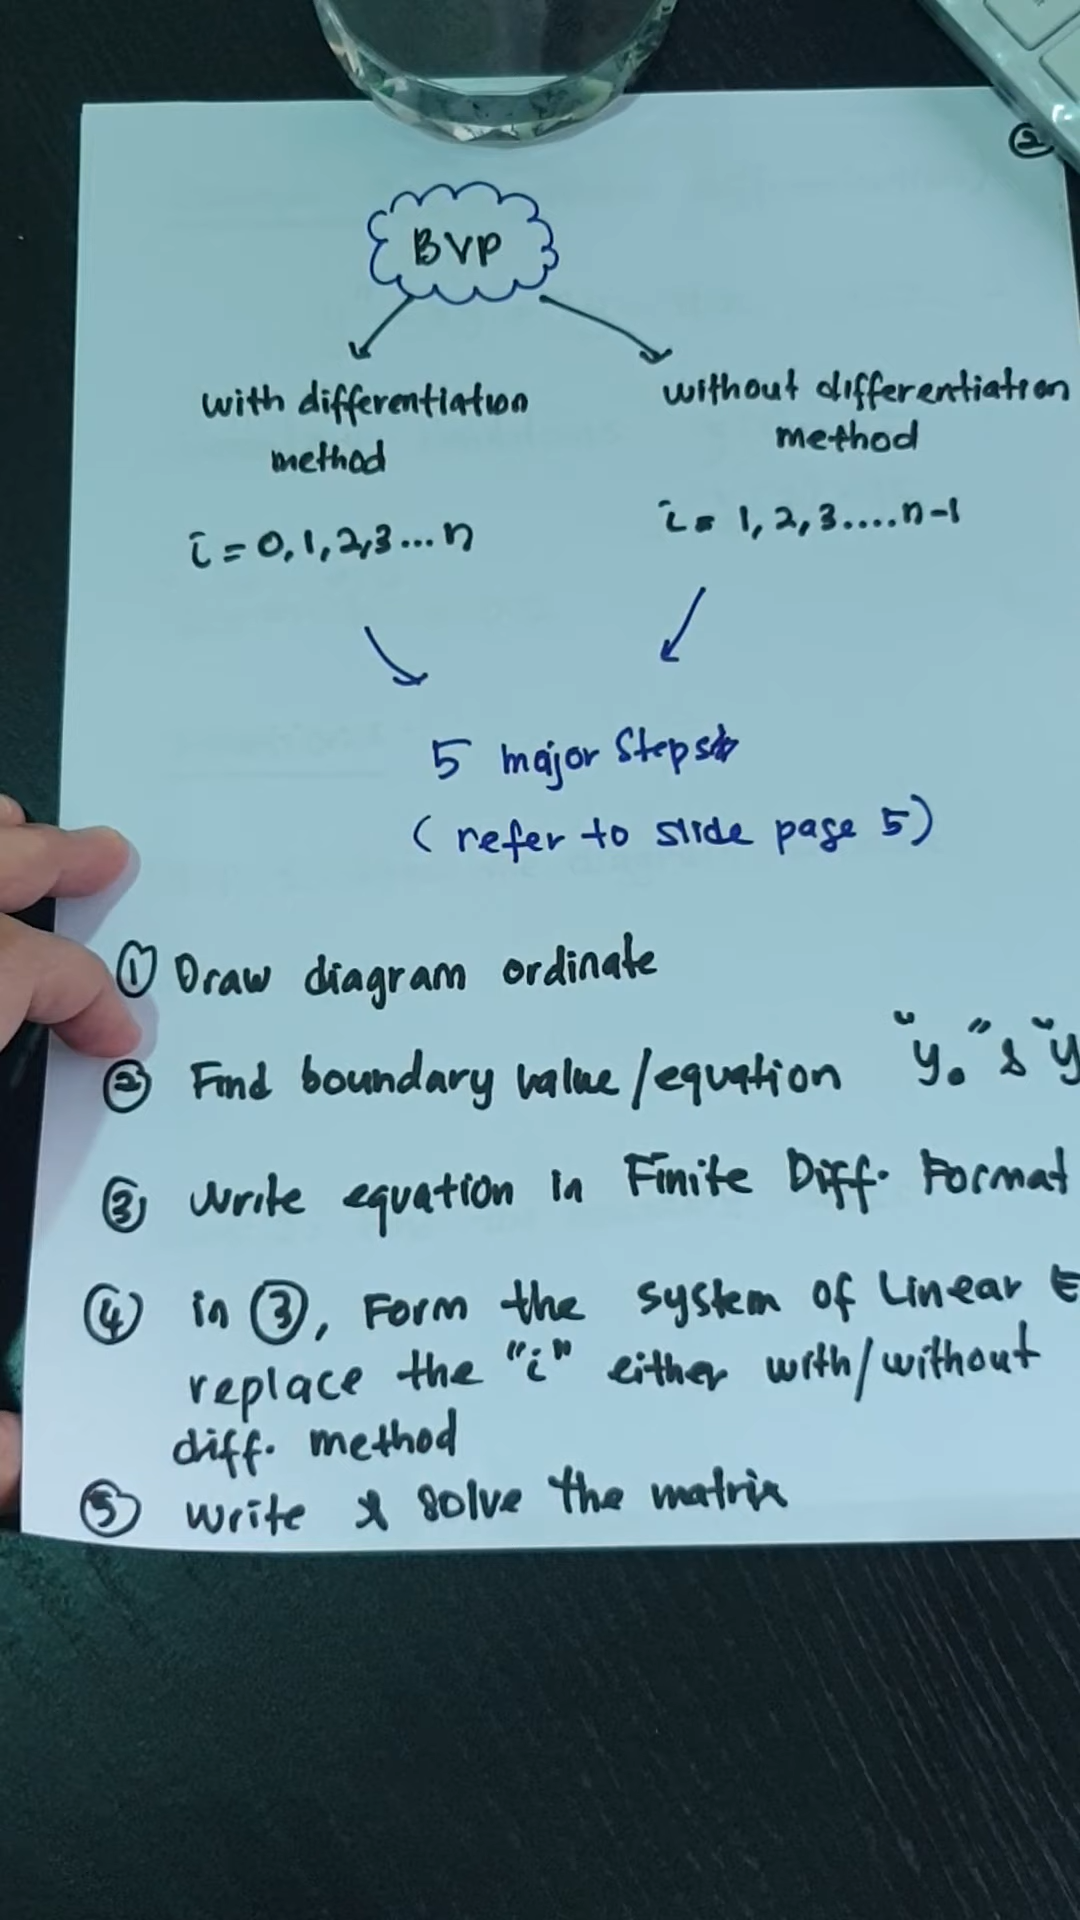 ②
BVP
with differentiation
method
without differentiation
method
i = 0, 1, 2, 3 ... n
i = 1, 2, 3 .... n-1
5 major Steps
( refer to slide page 5)
① Draw diagram ordinate
② Find boundary value/equation "y₀" & "y
③ Write equation in Finite Diff. Format
④ in ③, Form the system of Linear E
replace the "i" either with/without
diff. method
⑤ Write & solve the matrix